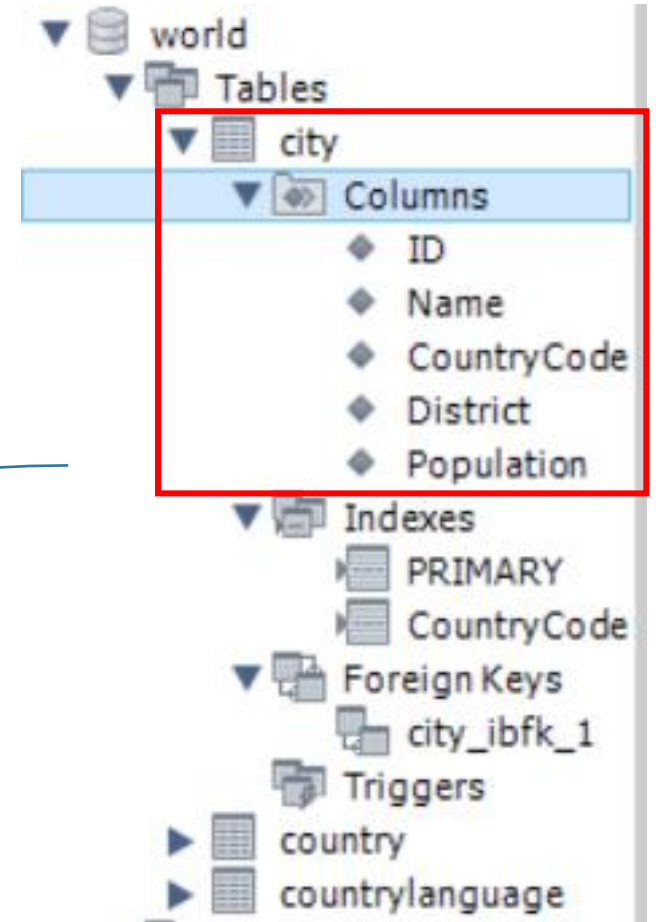 world
Tables
city
Columns
ID
Name
CountryCode
District
Population
Indexes
PRIMARY
CountryCode
Foreign Keys
city_ibfk_1
Triggers
country
countrylanguage